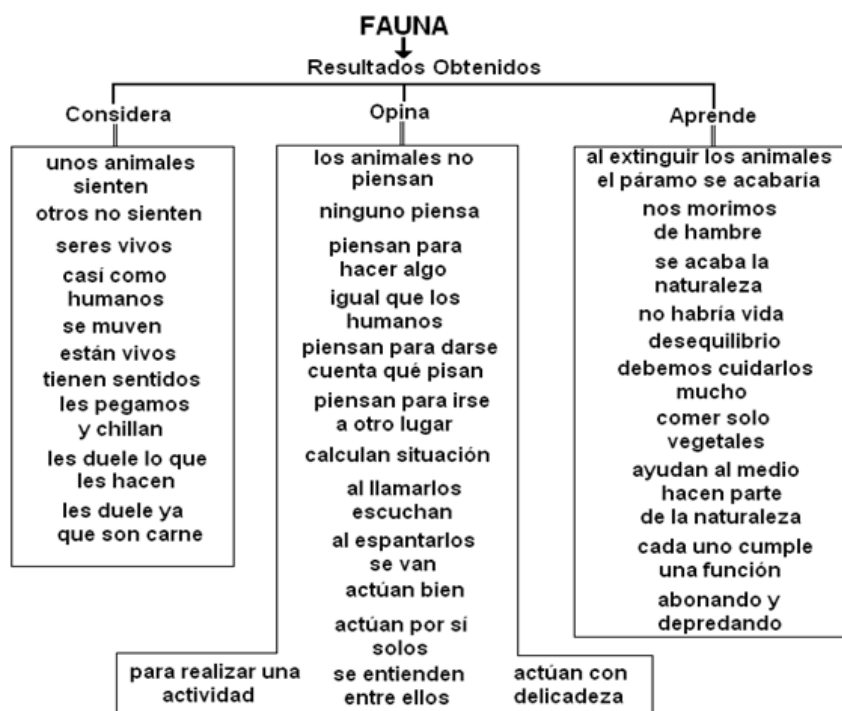 FAUNA
Resultados Obtenidos
Considera
unos animales
sienten
otros no sienten
seres vivos
casí como
humanos
se muven
están vivos
tienen sentidos
les pegamos
y chillan
les duele lo que
les hacen
les duele ya
que son carne
Opina
los animales no
piensan
ninguno piensa
piensan para
hacer algo
igual que los
humanos
piensan para darse
cuenta qué pisan
piensan para irse
a otro lugar
calculan situación
al llamarlos
escuchan
al espantarlos
se van
actúan bien
actúan por sí
solos
para realizar una
actividad
se entienden
entre ellos
actúan con
delicadeza
Aprende
al extinguir los animales
el páramo se acabaría
nos morimos
de hambre
se acaba la
naturaleza
no habría vida
desequilibrio
debemos cuidarlos
mucho
comer solo
vegetales
ayudan al medio
hacen parte
de la naturaleza
cada uno cumple
una función
abonando y
depredando